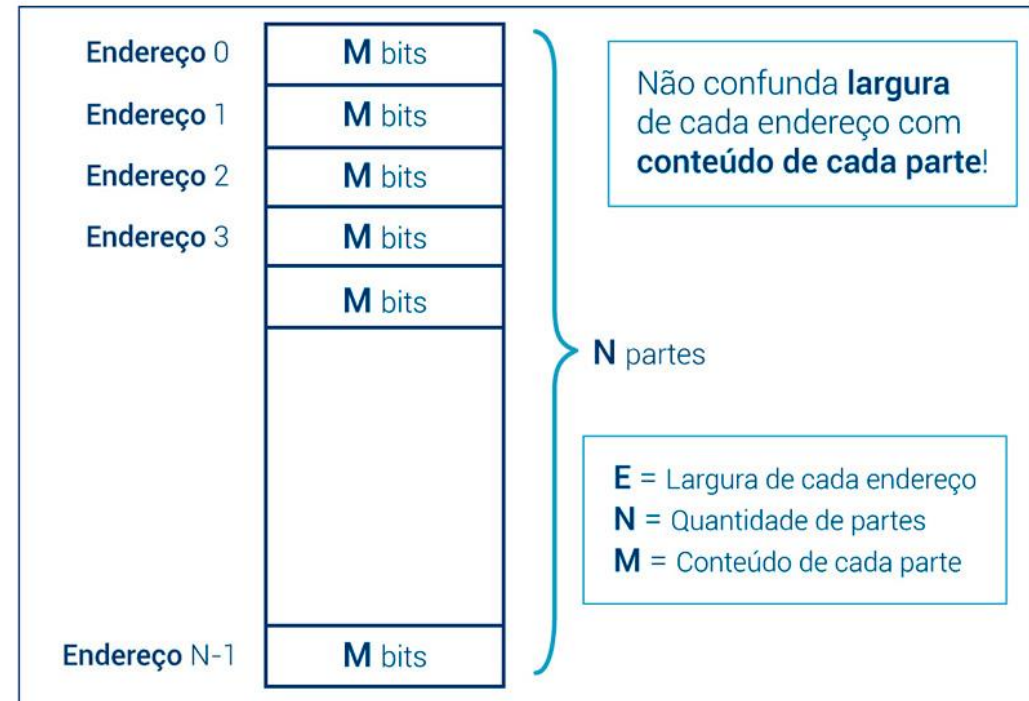 Endereço 0
M bits
Endereço 1
M bits
Endereço 2
M bits
Endereço 3
M bits
M bits
Endereço N-1
M bits
N partes
Não confunda largura
de cada endereço com
conteúdo de cada parte!
E = Largura de cada endereço
N = Quantidade de partes
M = Conteúdo de cada parte